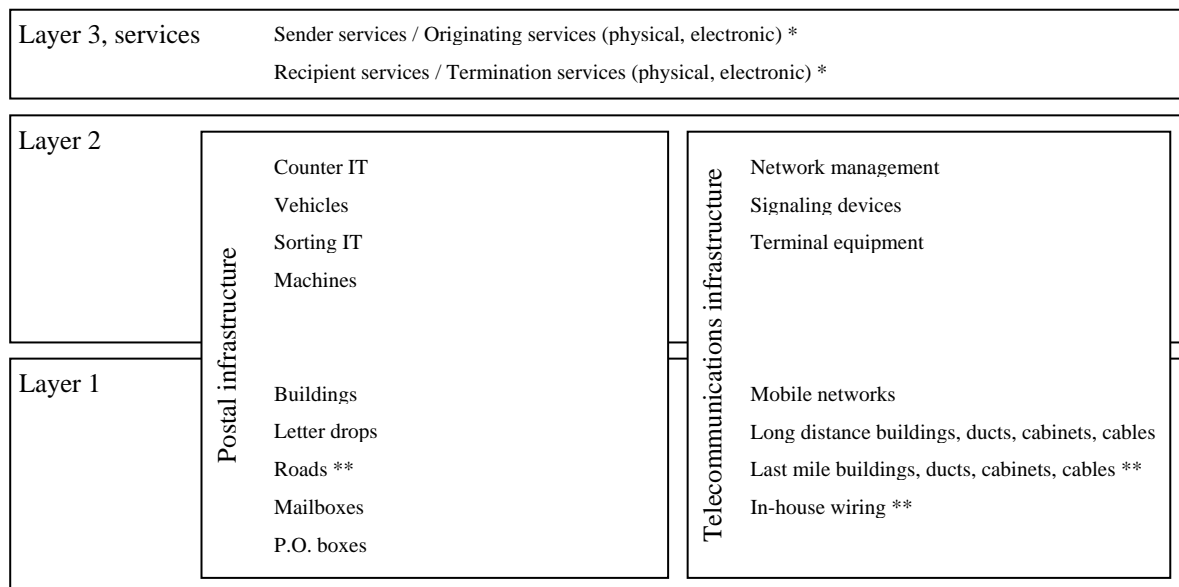 Layer 3, services
Sender services / Originating services (physical, electronic) *
Recipient services / Termination services (physical, electronic) *
Layer 2
Postal infrastructure
Counter IT
Vehicles
Sorting IT
Machines
Telecommunications infrastructure
Network management
Signaling devices
Terminal equipment
Layer 1
Buildings
Letter drops
Roads **
Mailboxes
P.O. boxes
Mobile networks
Long distance buildings, ducts, cabinets, cables
Last mile buildings, ducts, cabinets, cables **
In-house wiring **